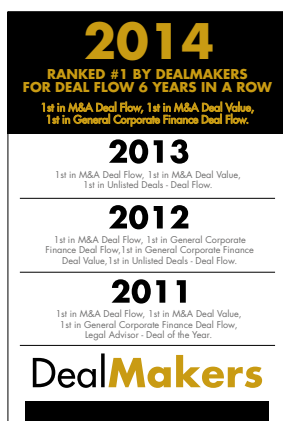 2014
RANKED #1 BY DEALMAKERS
FOR DEAL FLOW 6 YEARS IN A ROW
1st in M&A Deal Flow, 1st in M&A Deal Value,
1st in General Corporate Finance Deal Flow.
2013
1st in M&A Deal Flow, 1st in M&A Deal Value,
1st in Unlisted Deals - Deal Flow.
2012
1st in M&A Deal Flow, 1st in General Corporate
Finance Deal Flow,1st in General Corporate Finance
Deal Value,1st in Unlisted Deals - Deal Flow.
2011
1st in M&A Deal Flow, 1st in M&A Deal Value,
1st in General Corporate Finance Deal Flow,
Legal Advisor - Deal of the Year.
DealMakers